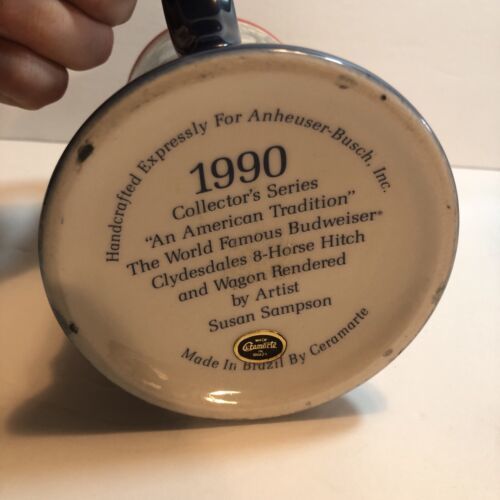 Handcrafted Expressly For Anheuser-Busch, Inc.
1990
Collector's Series
"An American Tradition"
The World Famous Budweiser®
Clydesdales 8-Horse Hitch
and Wagon Rendered
by Artist
Susan Sampson
Ceramarte
Made In Brazil By Ceramarte